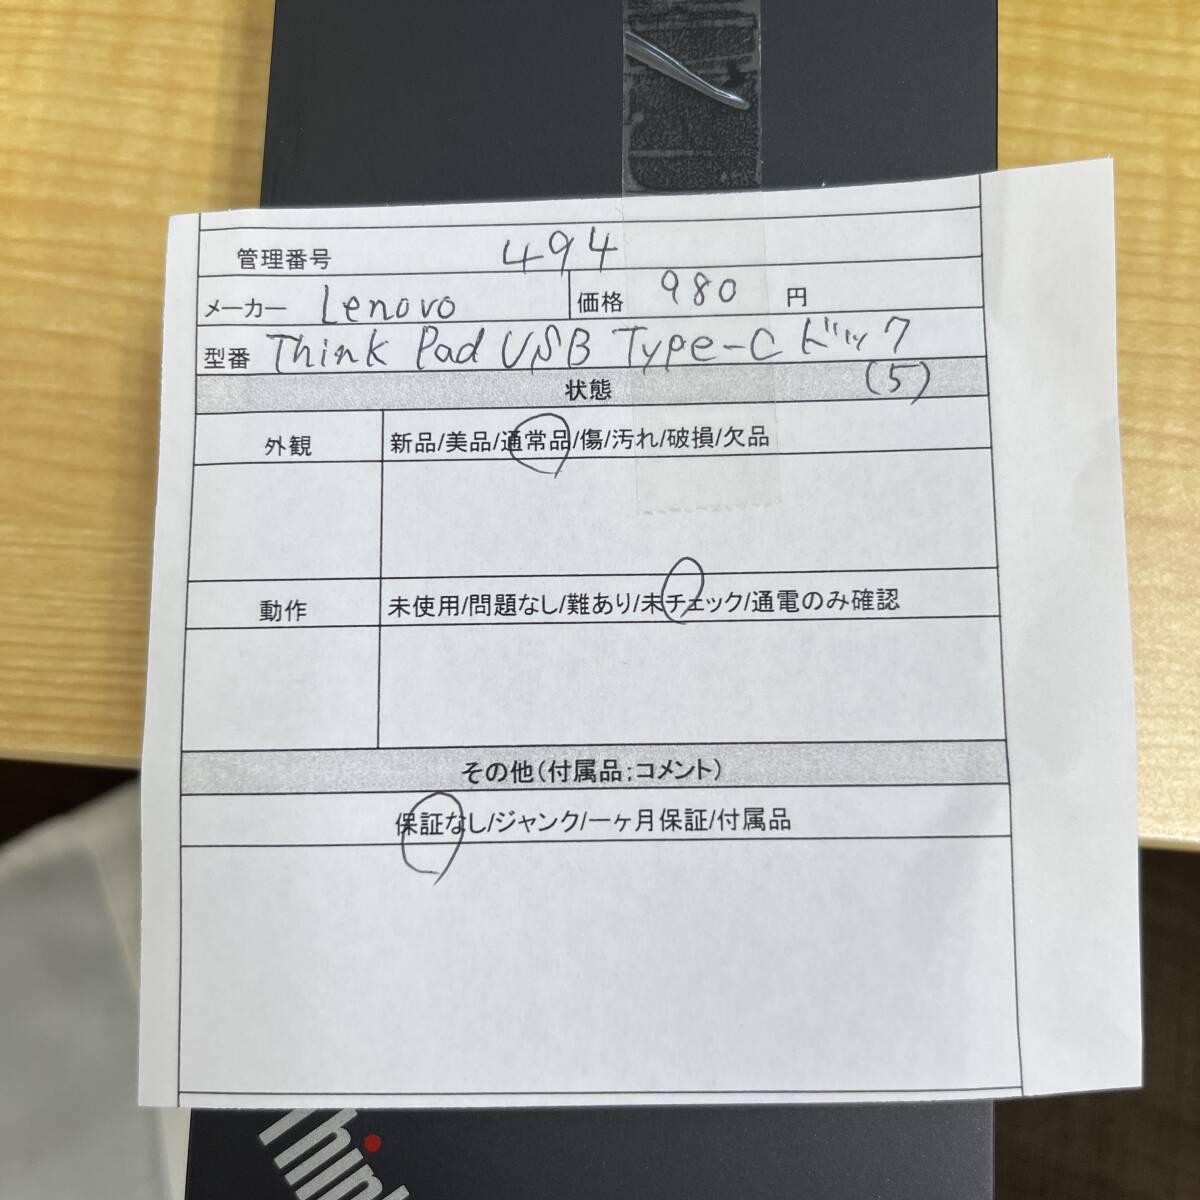 管理番号 494
メーカー Lenovo 価格 980 円
型番 Think Pad USB Type-C ドック
(5)
状態
外観 新品/美品/通常品/傷/汚れ/破損/欠品
動作 未使用/問題なし/難あり/未チェック/通電のみ確認
その他(付属品;コメント)
保証なし/ジャンク/一ヶ月保証/付属品
Think